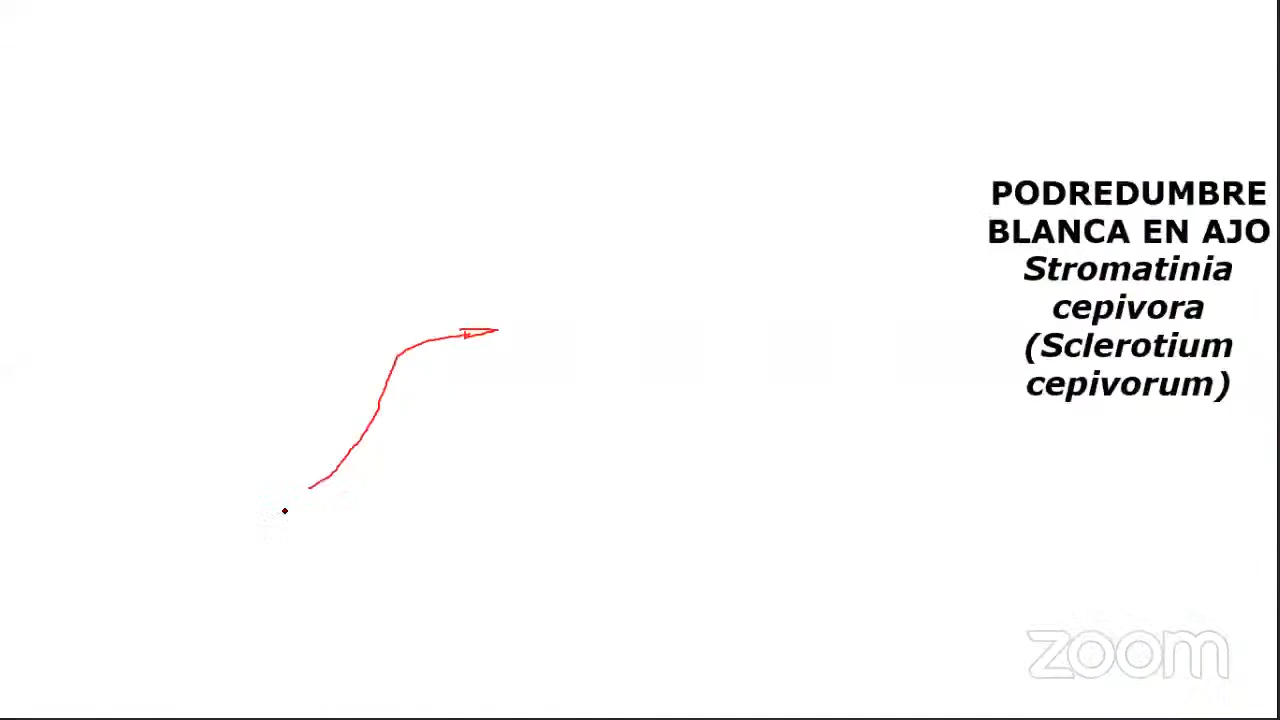 PODREDUMBRE
BLANCA EN AJO
Stromatinia
cepivora
(Sclerotium
cepivorum)
zoom